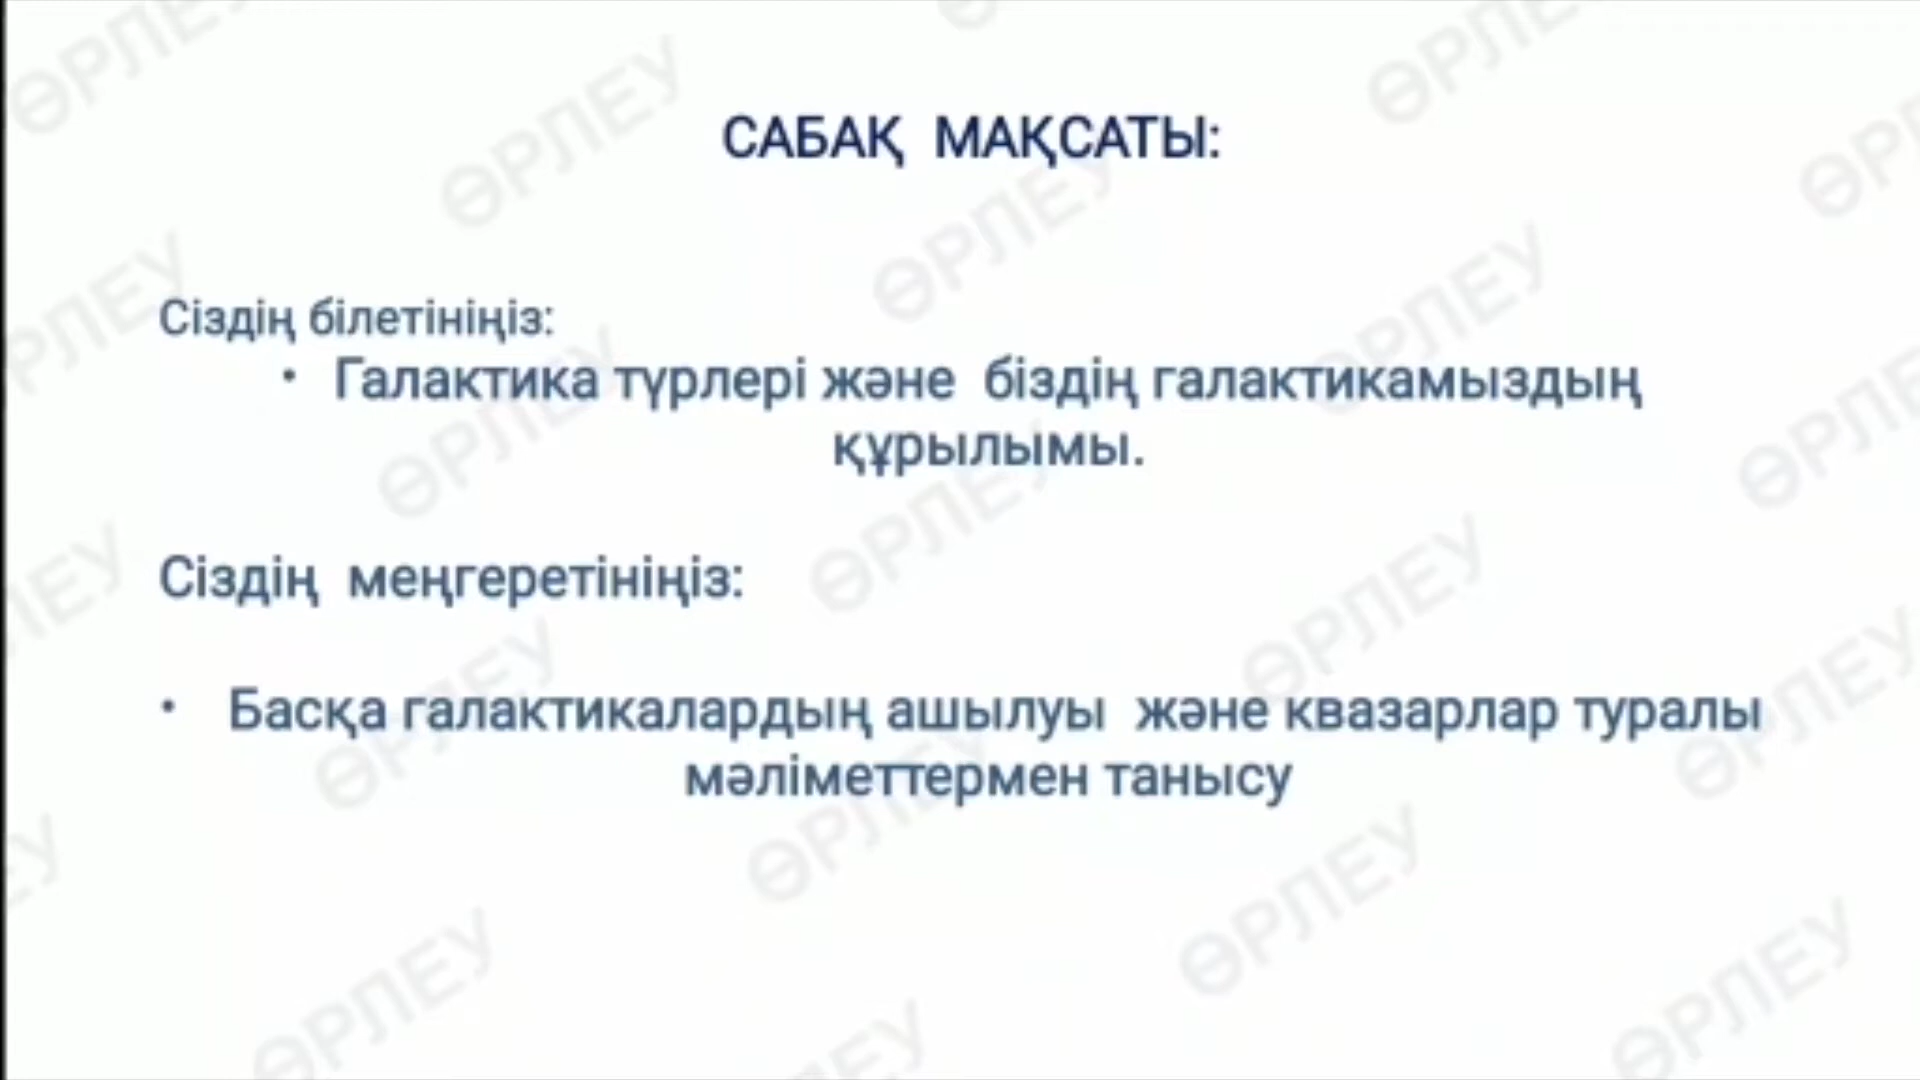 САБАҚ МАҚСАТЫ:
Сіздің білетініңіз:
• Галактика түрлері және біздің галактикамыздың
құрылымы.
Сіздің меңгеретініңіз:
• Басқа галактикалардың ашылуы және квазарлар туралы
мәліметтермен танысу
ӨРЛЕУ